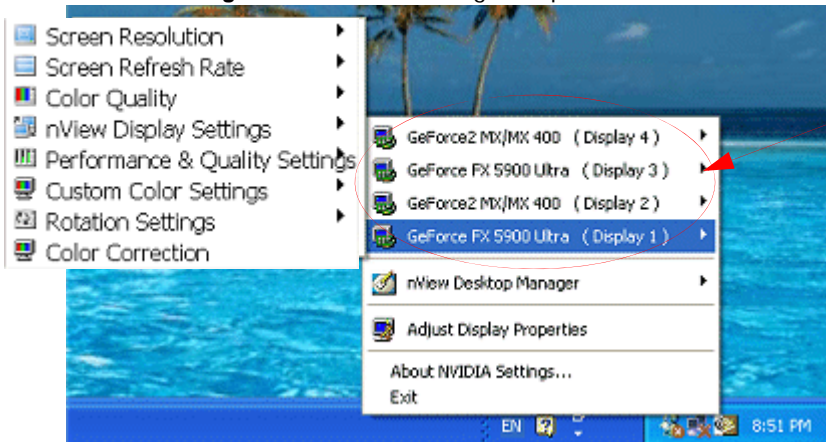 Screen Resolution
Screen Refresh Rate
Color Quality
nView Display Settings
Performance & Quality Settings
Custom Color Settings
Rotation Settings
Color Correction
GeForce2 MX/MX 400 ( Display 4 )
GeForce FX 5900 Ultra ( Display 3 )
GeForce2 MX/MX 400 ( Display 2 )
GeForce FX 5900 Ultra ( Display 1 )
nView Desktop Manager
Adjust Display Properties
About NVIDIA Settings...
Exit
EN
8:51 PM